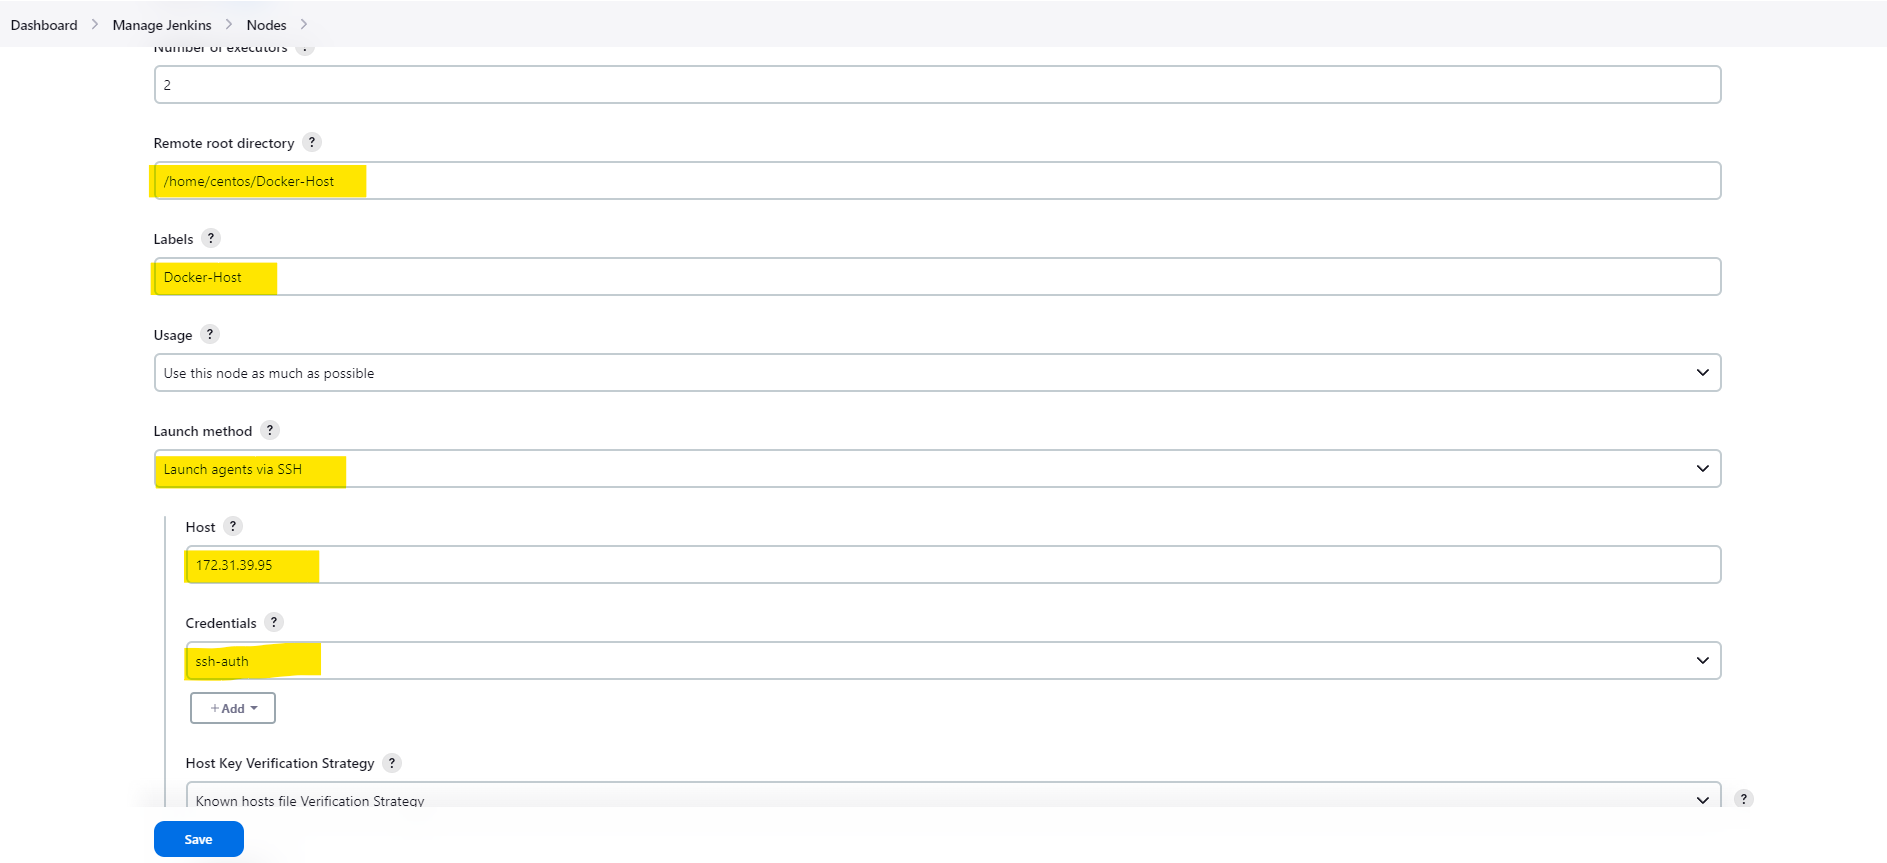 Dashboard > Manage Jenkins > Nodes >
Number of executors ?
2
Remote root directory ?
/home/centos/Docker-Host
Labels ?
Docker-Host
Usage ?
Use this node as much as possible
Launch method ?
Launch agents via SSH
Host ?
172.31.39.95
Credentials ?
ssh-auth
+ Add
Host Key Verification Strategy ?
Known hosts file Verification Strategy ?
Save